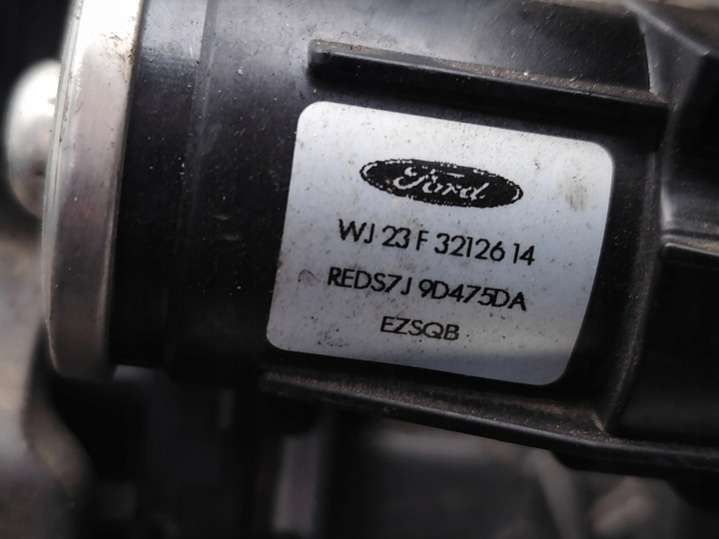 Ford
WJ 23 F 3212614
REDS7J 9D475DA
EZSQB